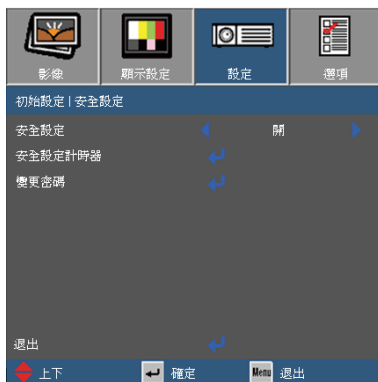 影像 顯示設定 設定 選項
初始設定 | 安全設定
安全設定 開
安全設定計時器
變更密碼
退出
上下 確定 Menu 退出